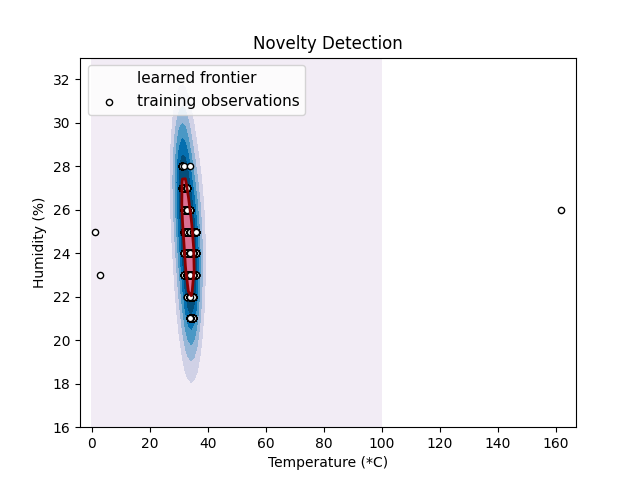 Novelty Detection
learned frontier
training observations
32
30
28
26
24
22
20
18
16
Humidity (%)
0 20 40 60 80 100 120 140 160
Temperature (*C)